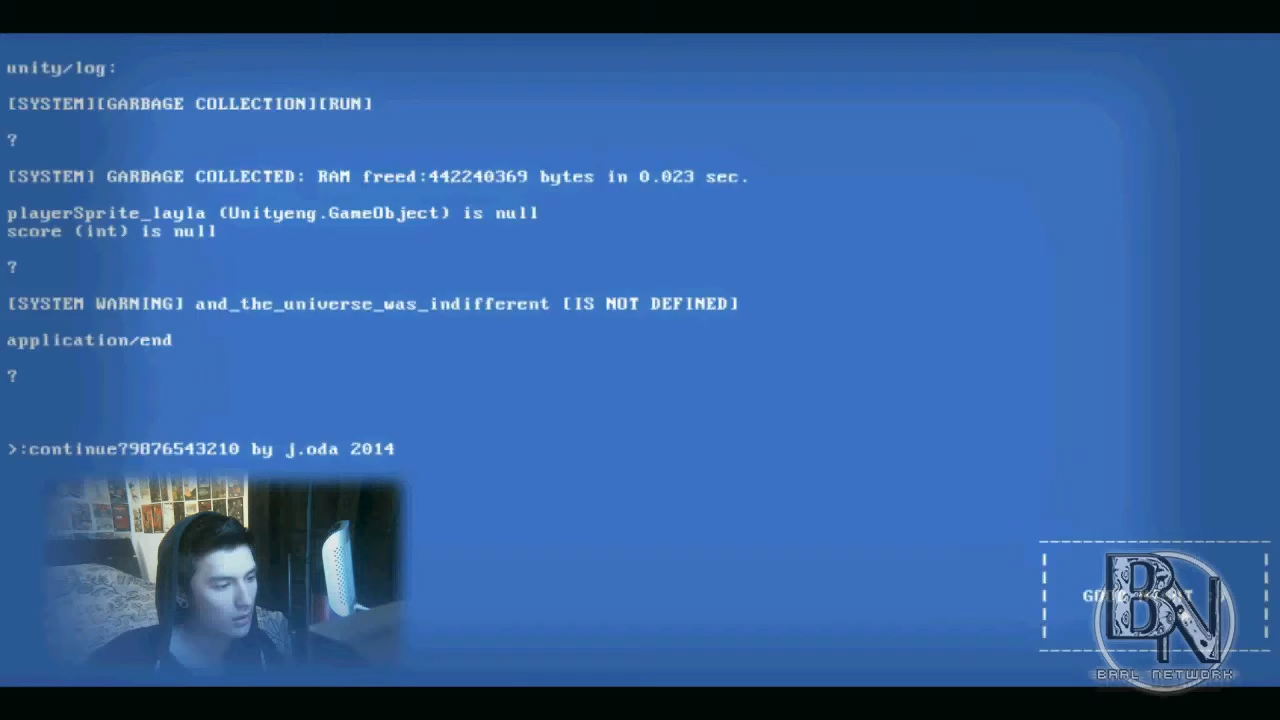 unity/log:
[SYSTEM][GARBAGE COLLECTION][RUN]
?
[SYSTEM] GARBAGE COLLECTED: RAM freed:442240369 bytes in 0.023 sec.
playerSprite_layla (Unityeng.GameObject) is null
score (int) is null
?
[SYSTEM WARNING] and_the_universe_was_indifferent [IS NOT DEFINED]
application/end
?
>:continue?9876543210 by j.oda 2014
BN
BRRL NETWORK